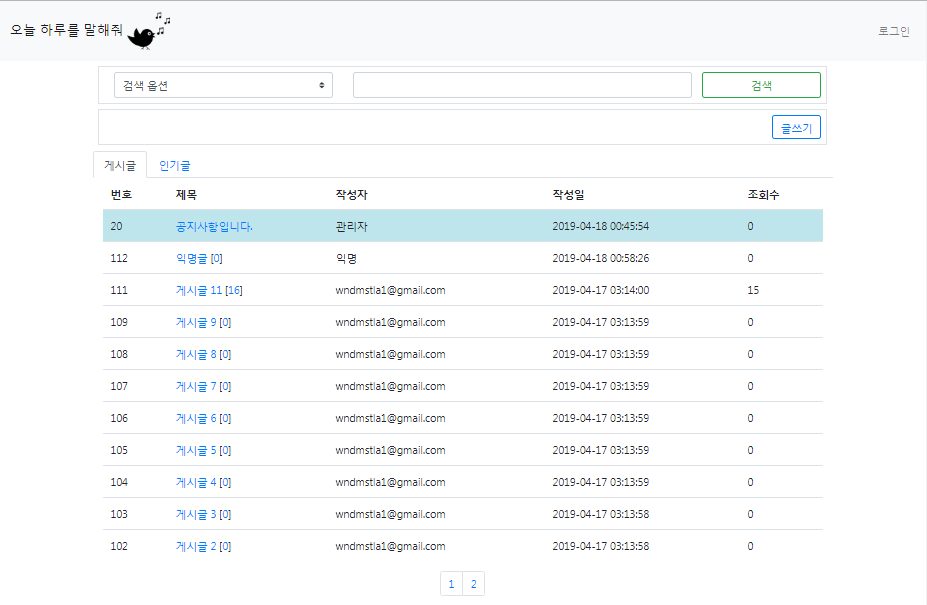 오늘 하루를 말해줘 로그인
검색 옵션 검색
글쓰기
게시글 인기글
번호 제목 작성자 작성일 조회수
20 공지사항입니다. 관리자 2019-04-18 00:45:54 0
112 익명글 [0] 익명 2019-04-18 00:58:26 0
111 게시글 11 [16] wndmstla1@gmail.com 2019-04-17 03:14:00 15
109 게시글 9 [0] wndmstla1@gmail.com 2019-04-17 03:13:59 0
108 게시글 8 [0] wndmstla1@gmail.com 2019-04-17 03:13:59 0
107 게시글 7 [0] wndmstla1@gmail.com 2019-04-17 03:13:59 0
106 게시글 6 [0] wndmstla1@gmail.com 2019-04-17 03:13:59 0
105 게시글 5 [0] wndmstla1@gmail.com 2019-04-17 03:13:59 0
104 게시글 4 [0] wndmstla1@gmail.com 2019-04-17 03:13:59 0
103 게시글 3 [0] wndmstla1@gmail.com 2019-04-17 03:13:58 0
102 게시글 2 [0] wndmstla1@gmail.com 2019-04-17 03:13:58 0
1 2